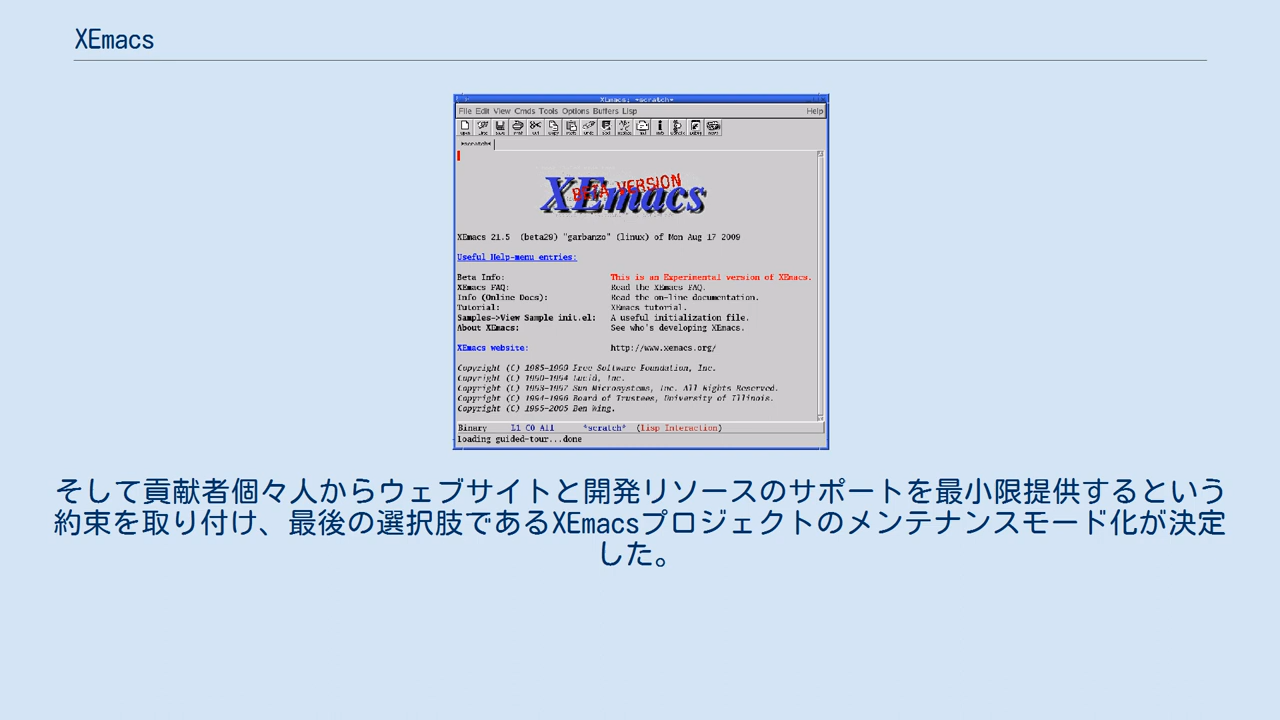 XEmacs
XEmacs: *scratch*
File Edit View Cmds Tools Options Buffers Lisp Help
*scratch*
XEmacs
BETA VERSION
XEmacs 21.5 (beta29) "garbanzo" (linux) of Mon Aug 17 2009
Useful Help-menu entries:
Beta Info: This is an Experimental version of XEmacs.
XEmacs FAQ: Read the XEmacs FAQ.
Info (Online Docs): Read the on-line documentation.
Tutorial: XEmacs tutorial.
Samples->View Sample init.el: A useful initialization file.
About XEmacs: See who's developing XEmacs.
XEmacs website: http://www.xemacs.org/
Copyright (C) 1985-1999 Free Software Foundation, Inc.
Copyright (C) 1990-1994 Lucid, Inc.
Copyright (C) 1993-1997 Sun Microsystems, Inc. All Rights Reserved.
Copyright (C) 1994-1996 Board of Trustees, University of Illinois.
Copyright (C) 1995-2005 Ben Wing.
Binary L1 C0 All *scratch* (Lisp Interaction)
loading guided-tour...done
そして貢献者個々人からウェブサイトと開発リソースのサポートを最小限提供するという
約束を取り付け、最後の選択肢であるXEmacsプロジェクトのメンテナンスモード化が決定
した。